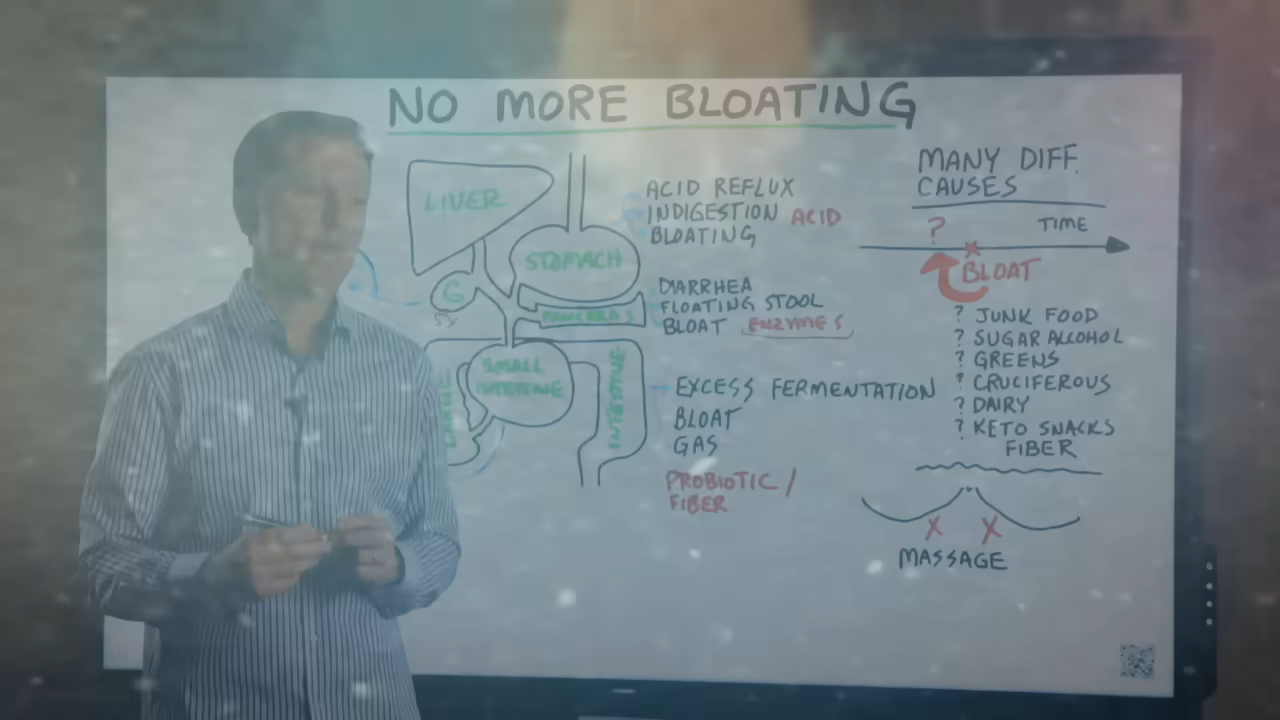 NO MORE BLOATING
LIVER
STOMACH
G
PANCREAS
SMALL
INTESTINE
LARGE
INTESTINE
ACID REFLUX
INDIGESTION ACID
BLOATING
DIARRHEA
FLOATING STOOL
BLOAT ENZYMES
EXCESS FERMENTATION
BLOAT
GAS
PROBIOTIC /
FIBER
MANY DIFF.
CAUSES
? TIME
X
BLOAT
? JUNK FOOD
? SUGAR ALCOHOL
? GREENS
? CRUCIFEROUS
? DAIRY
? KETO SNACKS
FIBER
X X
MASSAGE